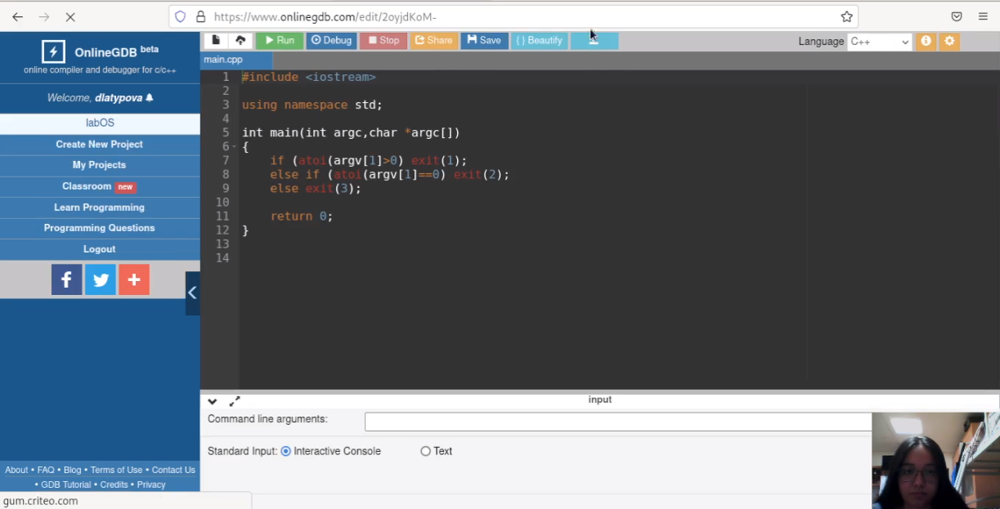 https://www.onlinegdb.com/edit/2oyjdKoM-
OnlineGDB beta
online compiler and debugger for c/c++
Welcome, dlatypova
labOS
Create New Project
My Projects
Classroom new
Learn Programming
Programming Questions
Logout
About • FAQ • Blog • Terms of Use • Contact Us
• GDB Tutorial • Credits • Privacy
gum.criteo.com
Run Debug Stop Share Save { } Beautify
Language C++
main.cpp
1 #include <iostream>
2
3 using namespace std;
4
5 int main(int argc,char *argc[])
6 {
7 if (atoi(argv[1]>0) exit(1);
8 else if (atoi(argv[1]==0) exit(2);
9 else exit(3);
10
11 return 0;
12 }
13
14
input
Command line arguments:
Standard Input: Interactive Console Text